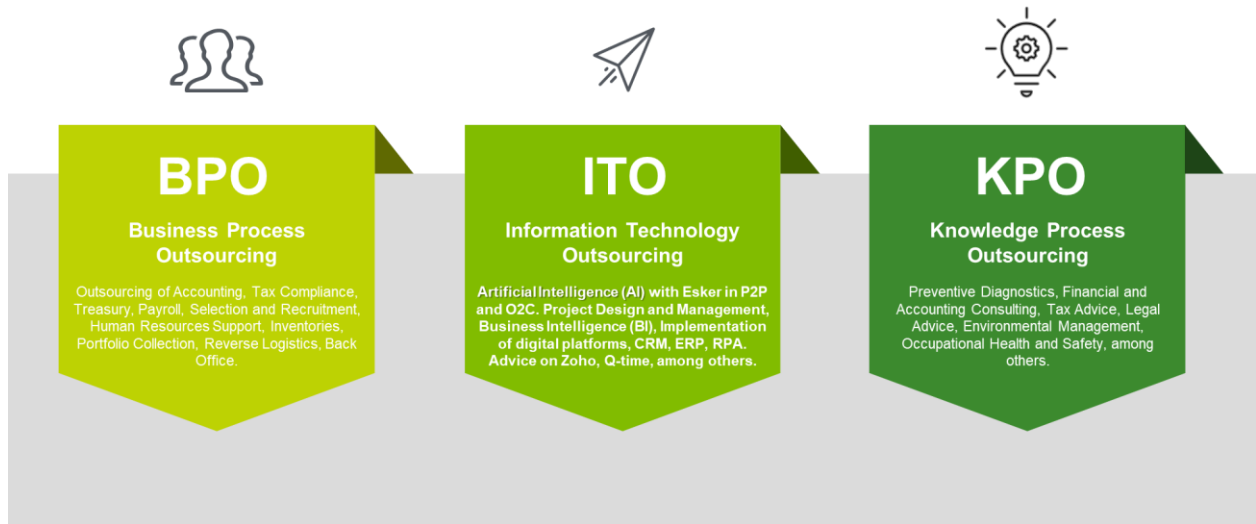 BPO
Business Process
Outsourcing
Outsourcing of Accounting, Tax Compliance,
Treasury, Payroll, Selection and Recruitment,
Human Resources Support, Inventories,
Portfolio Collection, Reverse Logistics, Back
Office.
ITO
Information Technology
Outsourcing
Artificial Intelligence (AI) with Esker in P2P
and O2C. Project Design and Management,
Business Intelligence (BI), Implementation
of digital platforms, CRM, ERP, RPA.
Advice on Zoho, Q-time, among others.
KPO
Knowledge Process
Outsourcing
Preventive Diagnostics, Financial and
Accounting Consulting, Tax Advice, Legal
Advice, Environmental Management,
Occupational Health and Safety, among
others.